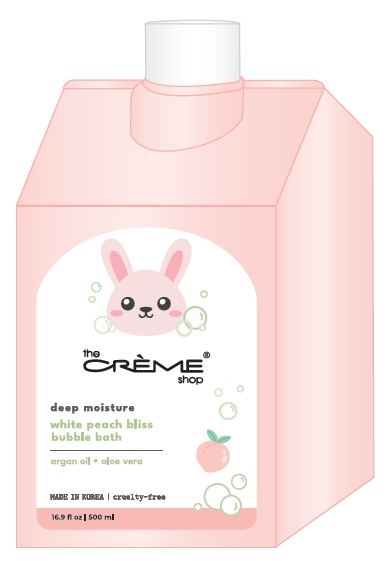 the
CRÈME®
shop
deep moisture
white peach bliss
bubble bath
argan oil + aloe vera
MADE IN KOREA | cruelty-free
16.9 fl oz | 500 ml